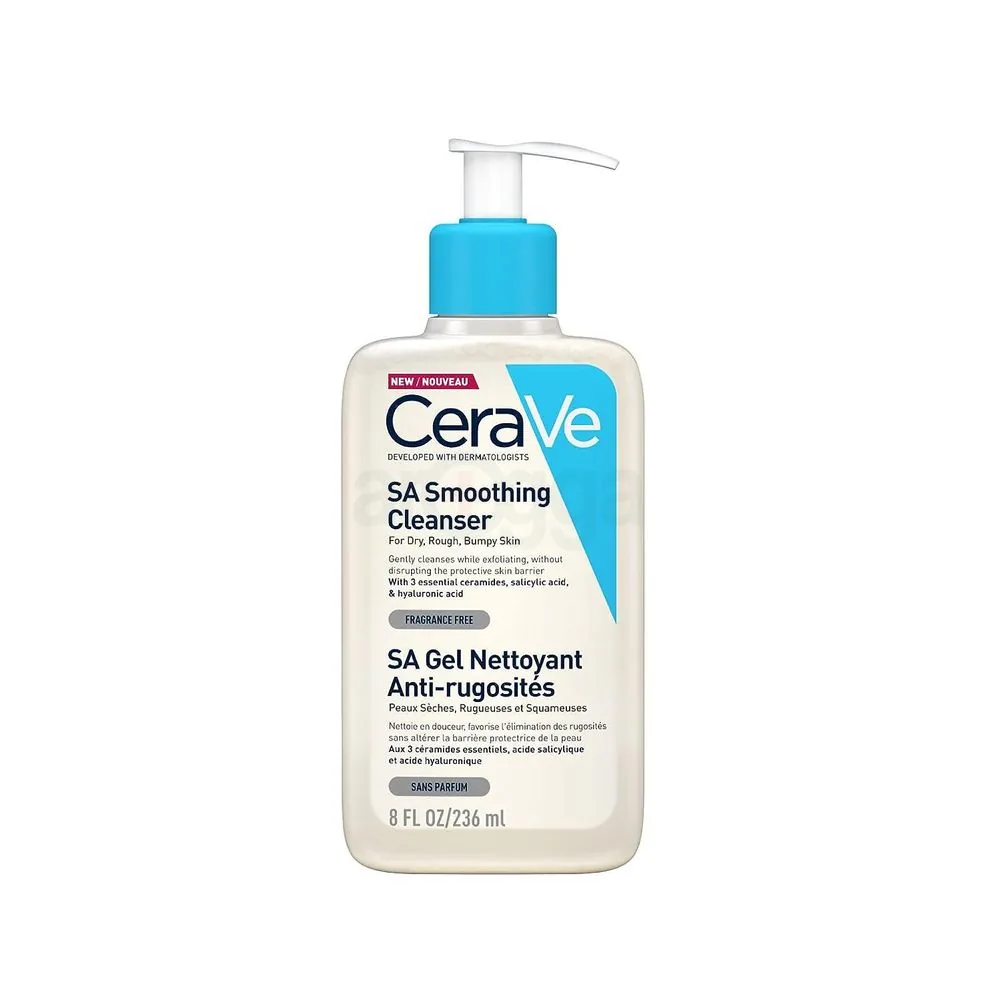 NEW / NOUVEAU
CeraVe
DEVELOPED WITH DERMATOLOGISTS
SA Smoothing
Cleanser
For Dry, Rough, Bumpy Skin
Gently cleanses while exfoliating, without
disrupting the protective skin barrier
With 3 essential ceramides, salicylic acid,
& hyaluronic acid
FRAGRANCE FREE
SA Gel Nettoyant
Anti-rugosités
Peaux Sèches, Rugueuses et Squameuses
Nettoie en douceur, favorise l'élimination des rugosités
sans altérer la barrière protectrice de la peau
Aux 3 céramides essentiels, acide salicylique
et acide hyaluronique
SANS PARFUM
8 FL OZ/236 ml